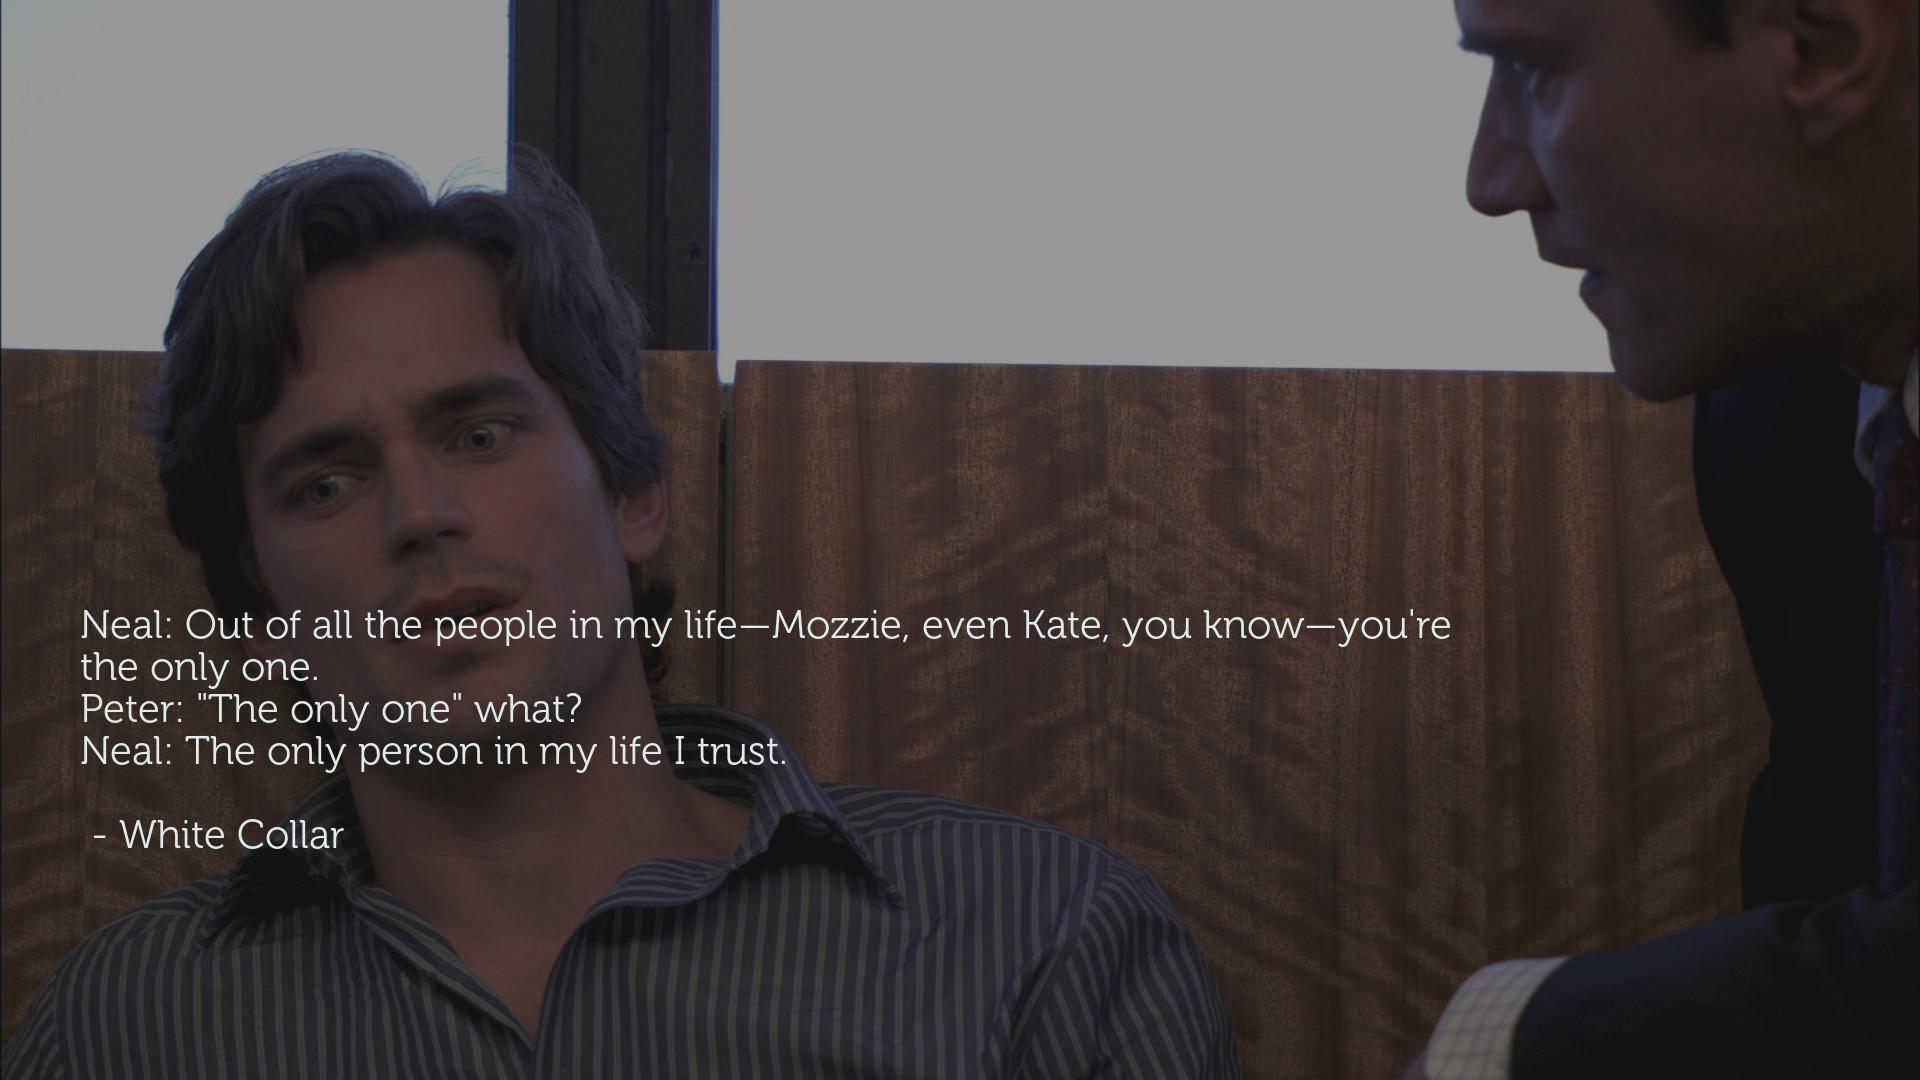 Neal: Out of all the people in my life—Mozzie, even Kate, you know—you're
the only one.
Peter: "The only one" what?
Neal: The only person in my life I trust.
- White Collar